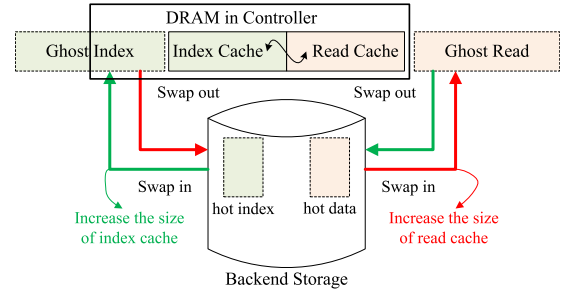 DRAM in Controller
Ghost Index
Index Cache
Read Cache
Ghost Read
Swap out
Swap out
Swap in
Swap in
hot index
hot data
Increase the size
of index cache
Increase the size
of read cache
Backend Storage